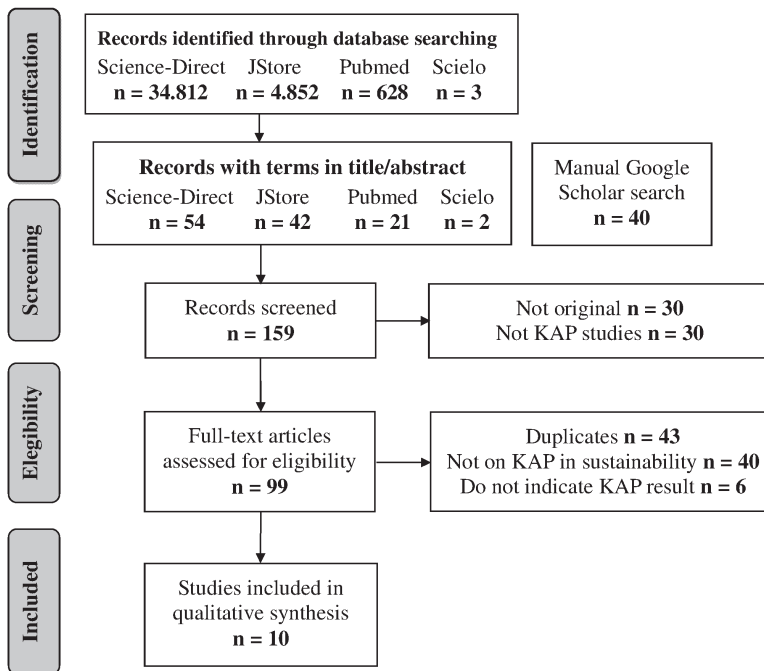 Identification
Records identified through database searching
Science-Direct JStore Pubmed Scielo
n = 34.812 n = 4.852 n = 628 n = 3
Records with terms in title/abstract
Science-Direct JStore Pubmed Scielo
n = 54 n = 42 n = 21 n = 2
Manual Google
Scholar search
n = 40
Screening
Records screened
n = 159
Not original n = 30
Not KAP studies n = 30
Elegibility
Full-text articles
assessed for eligibility
n = 99
Duplicates n = 43
Not on KAP in sustainability n = 40
Do not indicate KAP result n = 6
Included
Studies included in
qualitative synthesis
n = 10